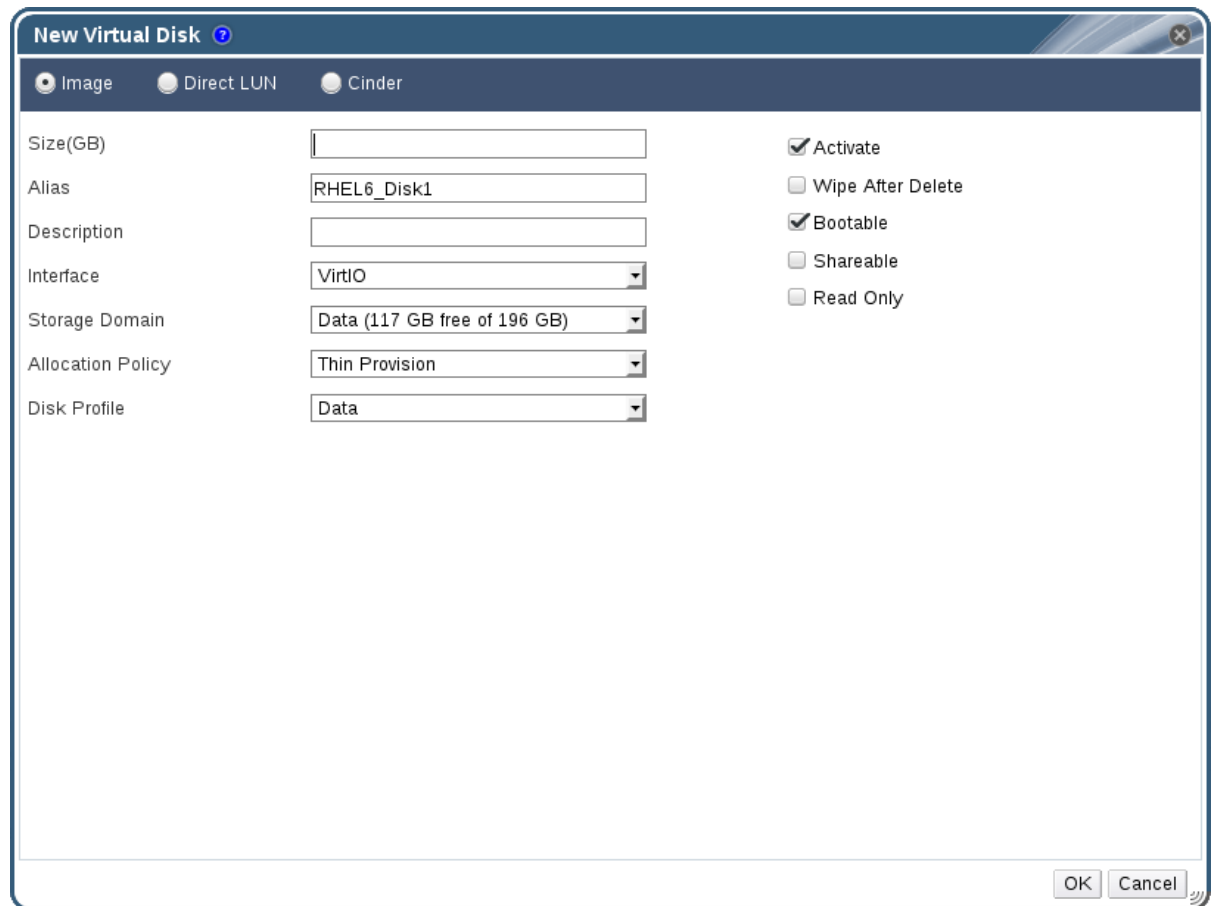 New Virtual Disk ?
Image Direct LUN Cinder
Size(GB)
Alias RHEL6_Disk1
Description
Interface VirtIO
Storage Domain Data (117 GB free of 196 GB)
Allocation Policy Thin Provision
Disk Profile Data
Activate
Wipe After Delete
Bootable
Shareable
Read Only
OK Cancel